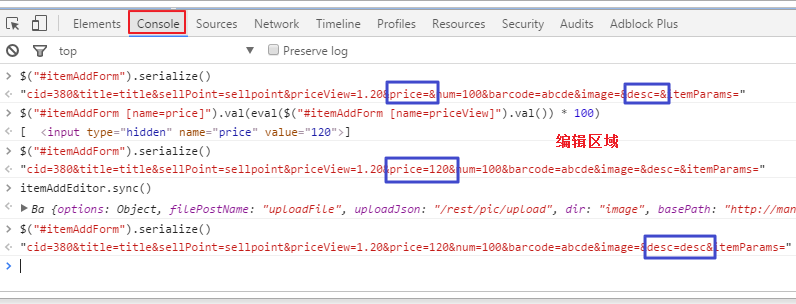 Elements Console Sources Network Timeline Profiles Resources Security Audits Adblock Plus
top Preserve log
> $("#itemAddForm").serialize()
"cid=380&title=title&sellPoint=sellpoint&priceView=1.20&price=&num=100&barcode=abcde&image=&desc=&itemParams="
> $("#itemAddForm [name=price]").val(eval($("#itemAddForm [name=priceView]").val()) * 100)
[ <input type="hidden" name="price" value="120">]
> $("#itemAddForm").serialize()
编辑区域
"cid=380&title=title&sellPoint=sellpoint&priceView=1.20&price=120&num=100&barcode=abcde&image=&desc=&itemParams="
> itemAddEditor.sync()
Ba {options: Object, filePostName: "uploadFile", uploadJson: "/rest/pic/upload", dir: "image", basePath: "http://man
> $("#itemAddForm").serialize()
"cid=380&title=title&sellPoint=sellpoint&priceView=1.20&price=120&num=100&barcode=abcde&image=&desc=desc&itemParams="
>